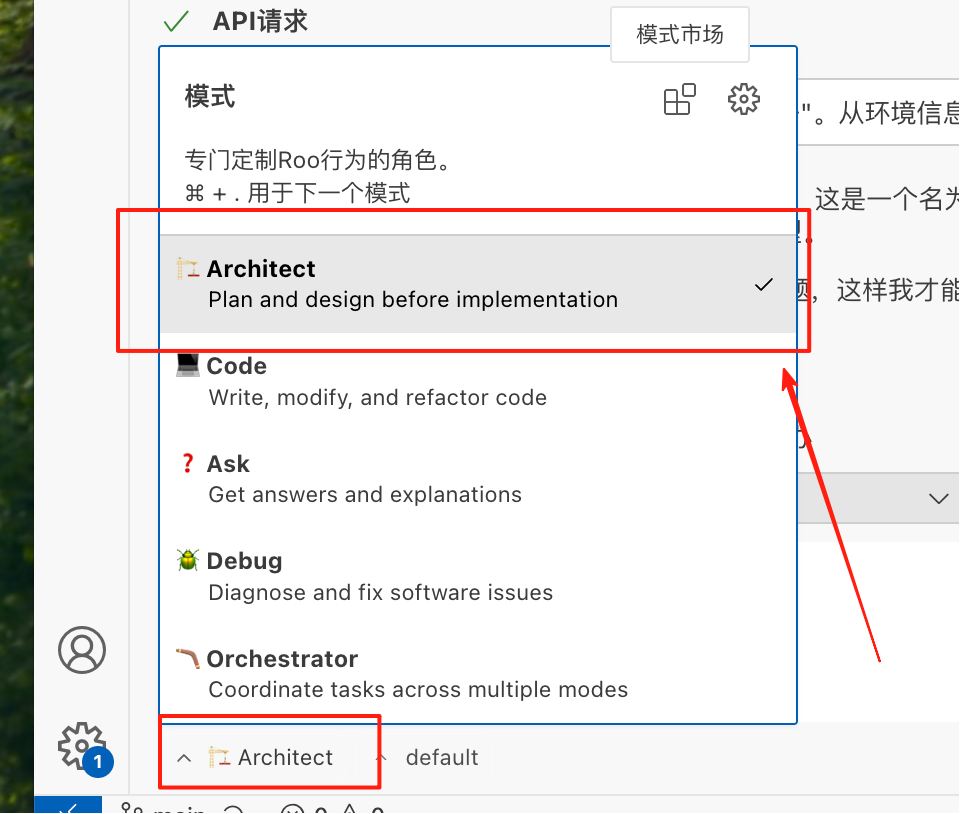 API请求
模式市场
模式
"。从环境信息
专门定制Roo行为的角色。
⌘ + . 用于下一个模式
这是一个名为
Architect
Plan and design before implementation
题，这样我才能
Code
Write, modify, and refactor code
Ask
Get answers and explanations
Debug
Diagnose and fix software issues
Orchestrator
Coordinate tasks across multiple modes
Architect
default
1
main
0
0